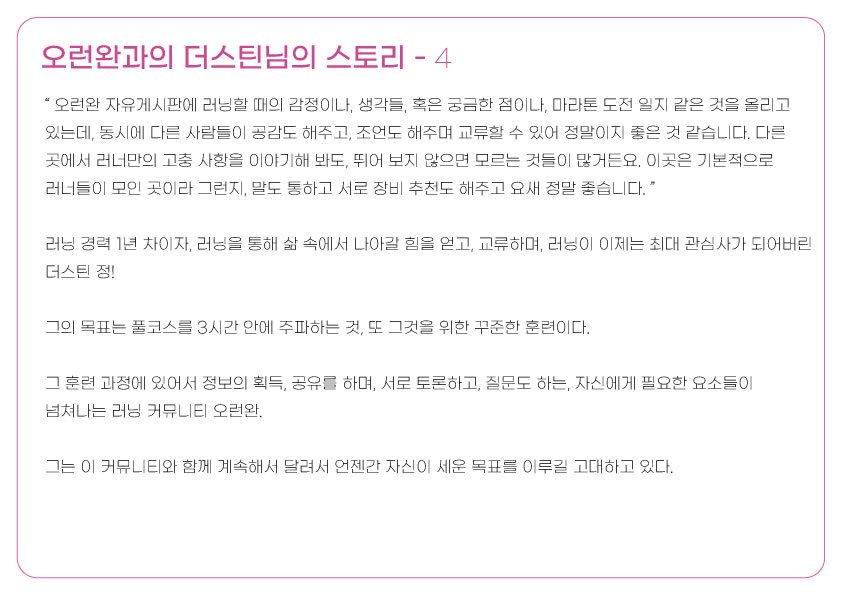 오런완과의 더스틴님의 스토리 - 4
“ 오런완 자유게시판에 러닝할 때의 감정이나, 생각들, 혹은 궁금한 점이나, 마라톤 도전 일지 같은 것을 올리고
있는데, 동시에 다른 사람들이 공감도 해주고, 조언도 해주며 교류할 수 있어 정말이지 좋은 것 같습니다. 다른
곳에서 러너만의 고충 사항을 이야기해 봐도, 뛰어 보지 않으면 모르는 것들이 많거든요. 이곳은 기본적으로
러너들이 모인 곳이라 그런지, 말도 통하고 서로 장비 추천도 해주고 요새 정말 좋습니다. ”
러닝 경력 1년 차이자, 러닝을 통해 삶 속에서 나아갈 힘을 얻고, 교류하며, 러닝이 이제는 최대 관심사가 되어버린
더스틴 정!
그의 목표는 풀코스를 3시간 안에 주파하는 것, 또 그것을 위한 꾸준한 훈련이다.
그 훈련 과정에 있어서 정보의 획득, 공유를 하며, 서로 토론하고, 질문도 하는, 자신에게 필요한 요소들이
넘쳐나는 러닝 커뮤니티 오런완.
그는 이 커뮤니티와 함께 계속해서 달려서 언젠간 자신이 세운 목표를 이루길 고대하고 있다.